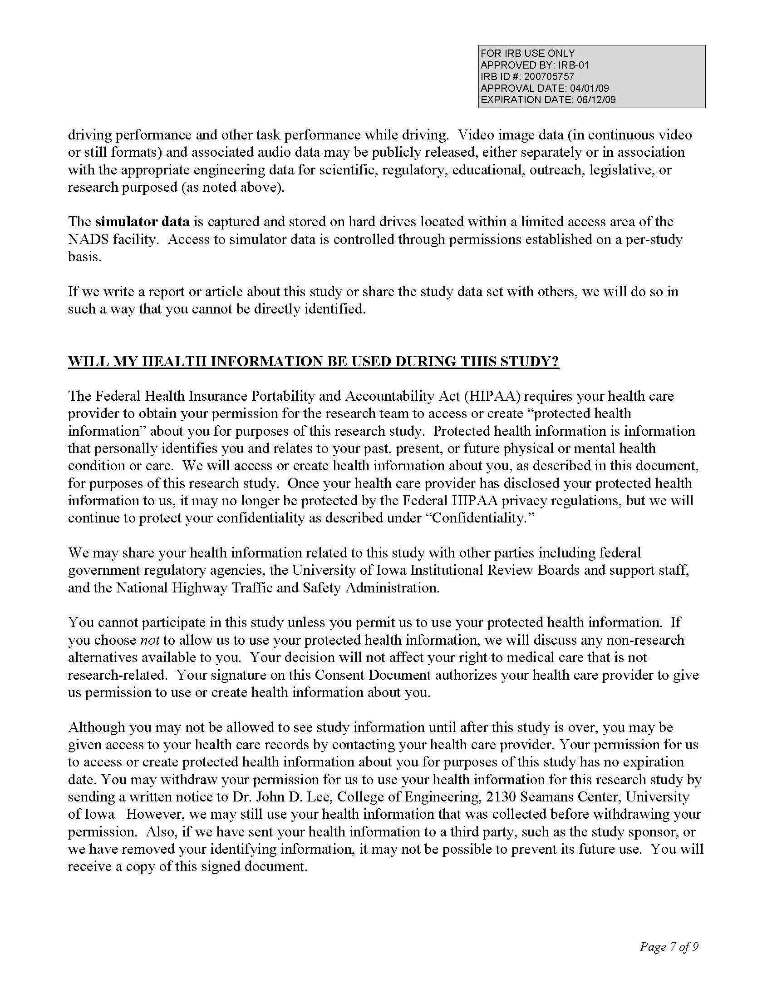 FOR IRB USE ONLY
APPROVED BY: IRB-01
IRB ID #: 200705757
APPROVAL DATE: 04/01/09
EXPIRATION DATE: 06/12/09
driving performance and other task performance while driving.  Video image data (in continuous video
or still formats) and associated audio data may be publicly released, either separately or in association
with the appropriate engineering data for scientific, regulatory, educational, outreach, legislative, or
research purposed (as noted above).
The simulator data is captured and stored on hard drives located within a limited access area of the
NADS facility.  Access to simulator data is controlled through permissions established on a per-study
basis.
If we write a report or article about this study or share the study data set with others, we will do so in
such a way that you cannot be directly identified.
WILL MY HEALTH INFORMATION BE USED DURING THIS STUDY?
The Federal Health Insurance Portability and Accountability Act (HIPAA) requires your health care
provider to obtain your permission for the research team to access or create “protected health
information” about you for purposes of this research study.  Protected health information is information
that personally identifies you and relates to your past, present, or future physical or mental health
condition or care.  We will access or create health information about you, as described in this document,
for purposes of this research study.  Once your health care provider has disclosed your protected health
information to us, it may no longer be protected by the Federal HIPAA privacy regulations, but we will
continue to protect your confidentiality as described under “Confidentiality.”
We may share your health information related to this study with other parties including federal
government regulatory agencies, the University of Iowa Institutional Review Boards and support staff,
and the National Highway Traffic and Safety Administration.
You cannot participate in this study unless you permit us to use your protected health information.  If
you choose not to allow us to use your protected health information, we will discuss any non-research
alternatives available to you.  Your decision will not affect your right to medical care that is not
research-related.  Your signature on this Consent Document authorizes your health care provider to give
us permission to use or create health information about you.
Although you may not be allowed to see study information until after this study is over, you may be
given access to your health care records by contacting your health care provider. Your permission for us
to access or create protected health information about you for purposes of this study has no expiration
date. You may withdraw your permission for us to use your health information for this research study by
sending a written notice to Dr. John D. Lee, College of Engineering, 2130 Seamans Center, University
of Iowa   However, we may still use your health information that was collected before withdrawing your
permission.  Also, if we have sent your health information to a third party, such as the study sponsor, or
we have removed your identifying information, it may not be possible to prevent its future use.  You will
receive a copy of this signed document.
Page 7 of 9